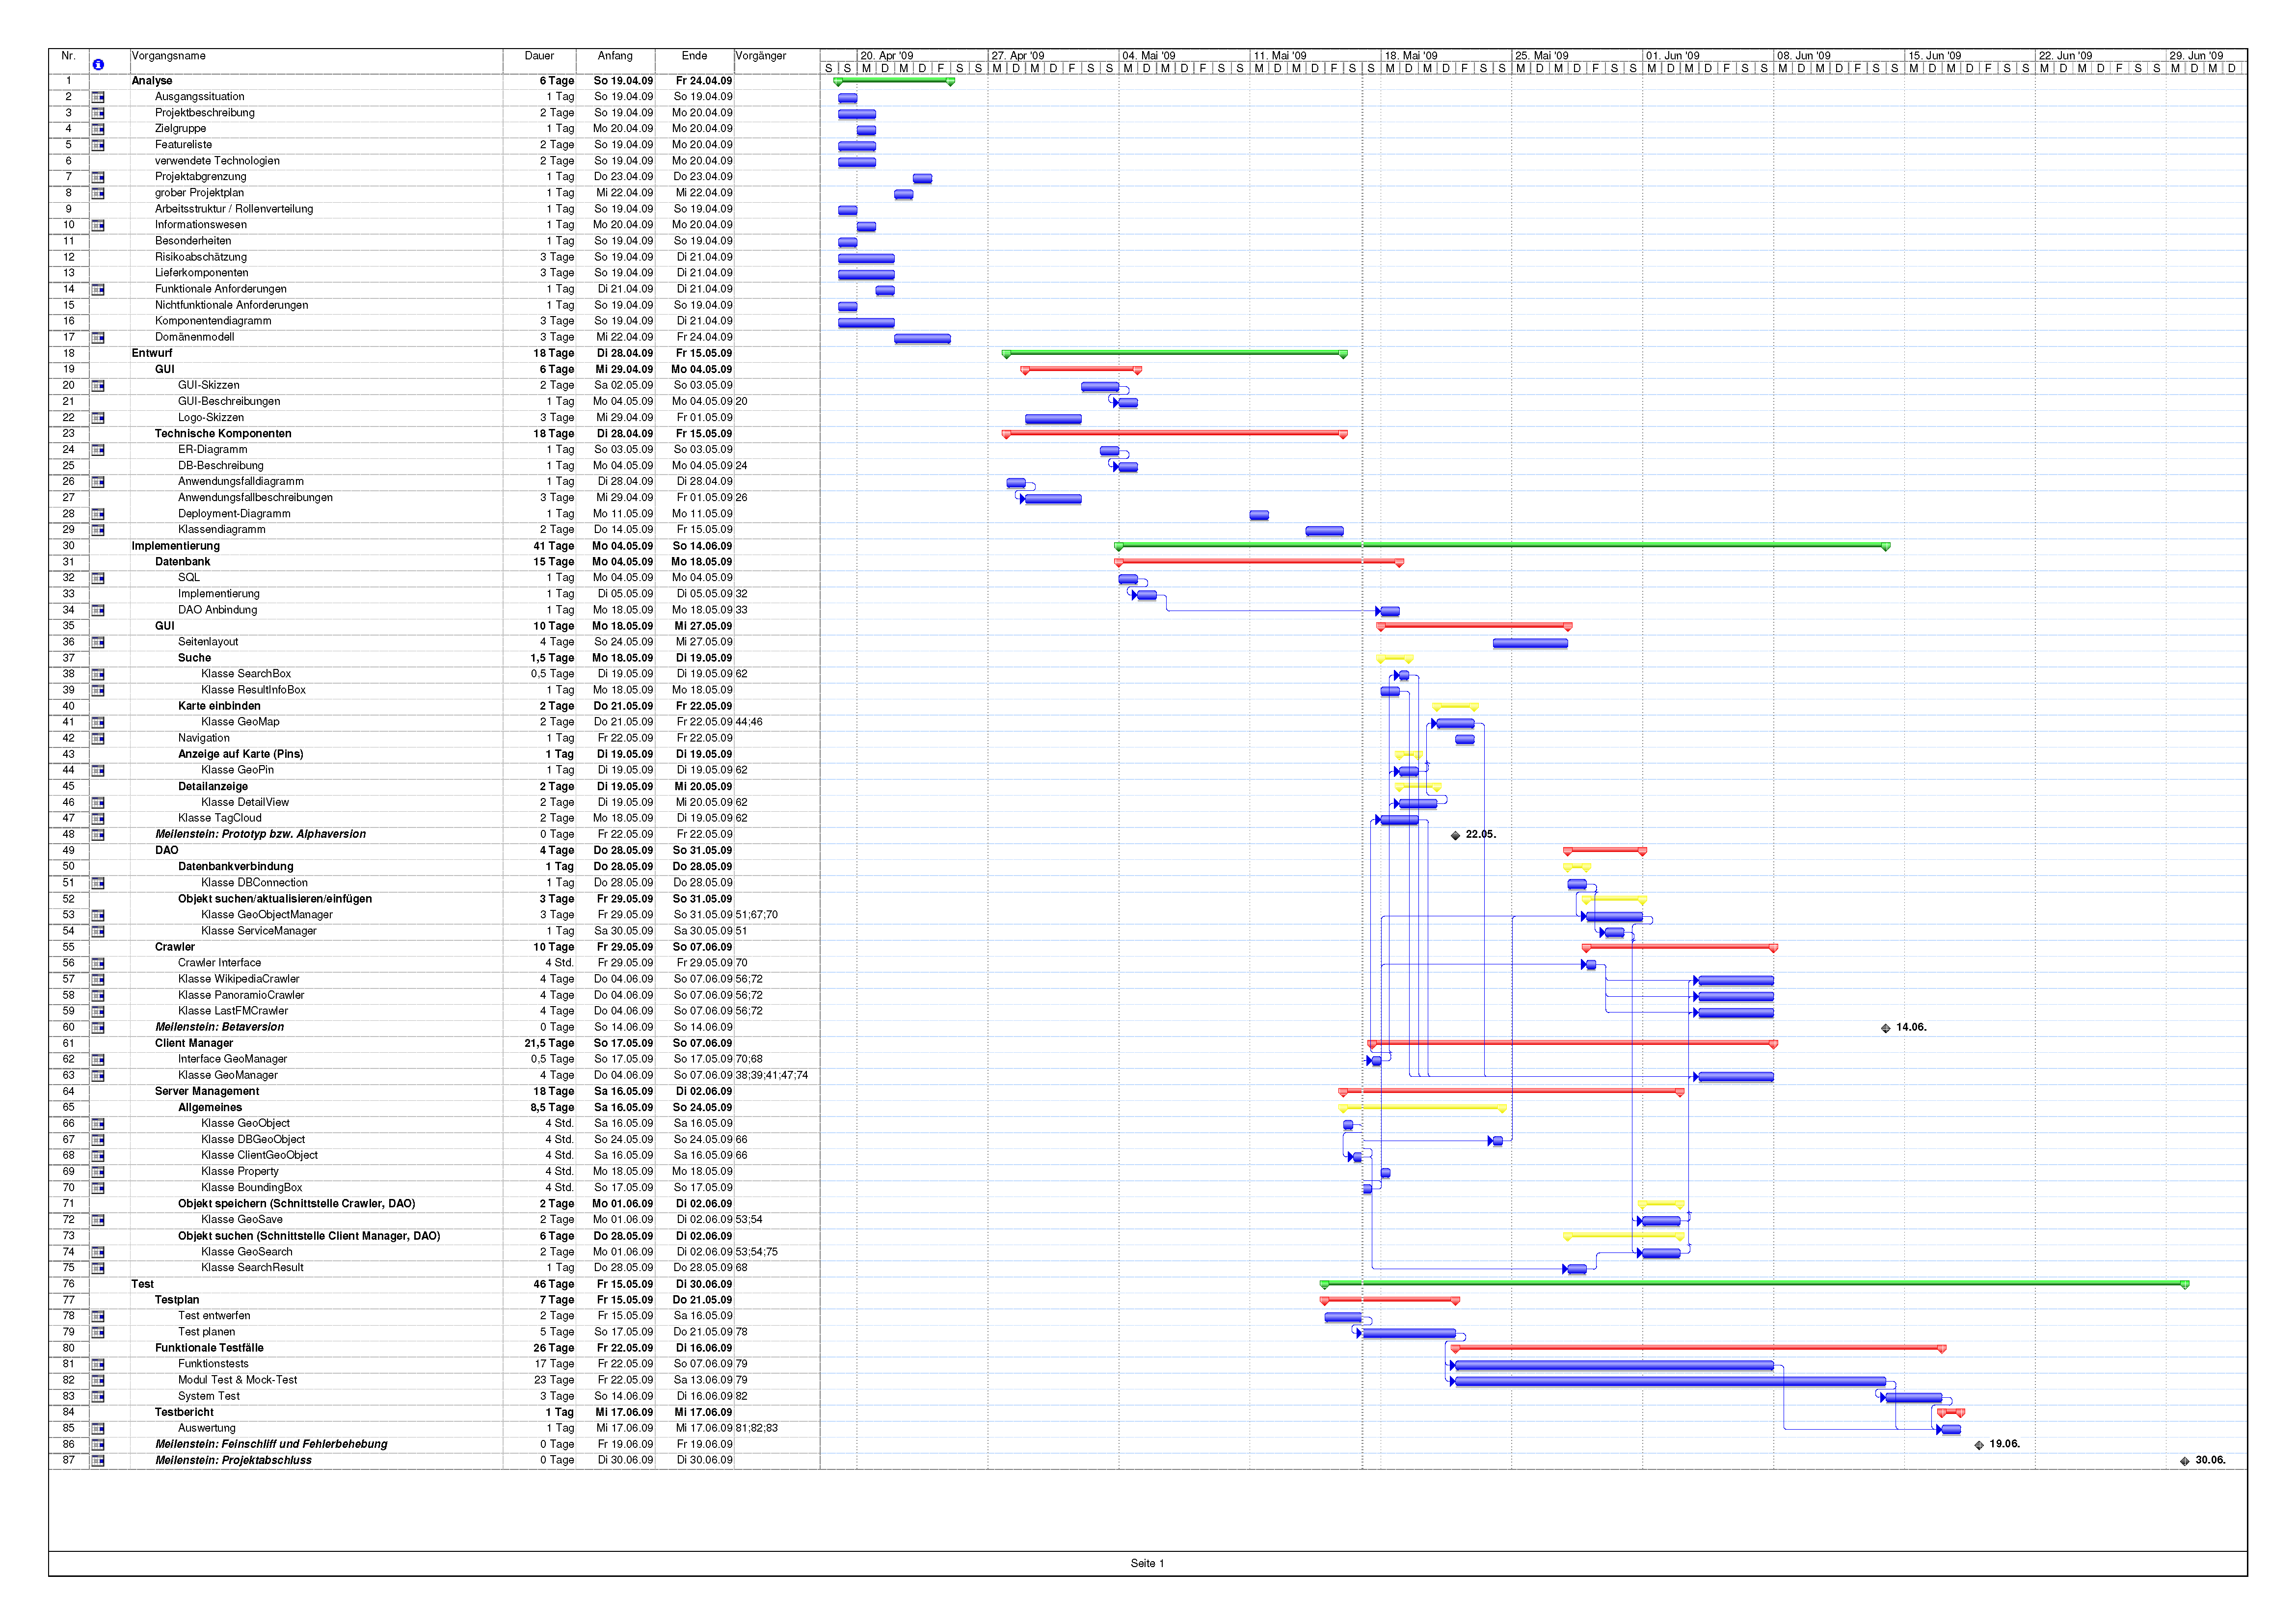 Nr. Vorgangsname Dauer Anfang Ende Vorgänger 20. Apr '09 27. Apr '09 04. Mai '09 11. Mai '09 18. Mai '09 25. Mai '09 01. Jun '09 08. Jun '09 15. Jun '09 22. Jun '09 29. Jun '09
S S M D M D F S S M D M D F S S M D M D F S S M D M D F S S M D M D F S S M D M D F S S M D M D F S S M D M D F S S M D M D F S S M D M D F S S M D M D
1 Analyse 6 Tage So 19.04.09 Fr 24.04.09
2 Ausgangssituation 1 Tag So 19.04.09 So 19.04.09
3 Projektbeschreibung 2 Tage So 19.04.09 Mo 20.04.09
4 Zielgruppe 1 Tag Mo 20.04.09 Mo 20.04.09
5 Featureliste 2 Tage So 19.04.09 Mo 20.04.09
6 verwendete Technologien 2 Tage So 19.04.09 Mo 20.04.09
7 Projektabgrenzung 1 Tag Do 23.04.09 Do 23.04.09
8 grober Projektplan 1 Tag Mi 22.04.09 Mi 22.04.09
9 Arbeitsstruktur / Rollenverteilung 1 Tag So 19.04.09 So 19.04.09
10 Informationswesen 1 Tag Mo 20.04.09 Mo 20.04.09
11 Besonderheiten 1 Tag So 19.04.09 So 19.04.09
12 Risikoabschätzung 3 Tage So 19.04.09 Di 21.04.09
13 Lieferkomponenten 3 Tage So 19.04.09 Di 21.04.09
14 Funktionale Anforderungen 1 Tag Di 21.04.09 Di 21.04.09
15 Nichtfunktionale Anforderungen 1 Tag So 19.04.09 So 19.04.09
16 Komponentendiagramm 3 Tage So 19.04.09 Di 21.04.09
17 Domänenmodell 3 Tage Mi 22.04.09 Fr 24.04.09
18 Entwurf 18 Tage Di 28.04.09 Fr 15.05.09
19 GUI 6 Tage Mi 29.04.09 Mo 04.05.09
20 GUI-Skizzen 2 Tage Sa 02.05.09 So 03.05.09
21 GUI-Beschreibungen 1 Tag Mo 04.05.09 Mo 04.05.09 20
22 Logo-Skizzen 3 Tage Mi 29.04.09 Fr 01.05.09
23 Technische Komponenten 18 Tage Di 28.04.09 Fr 15.05.09
24 ER-Diagramm 1 Tag So 03.05.09 So 03.05.09
25 DB-Beschreibung 1 Tag Mo 04.05.09 Mo 04.05.09 24
26 Anwendungsfalldiagramm 1 Tag Di 28.04.09 Di 28.04.09
27 Anwendungsfallbeschreibungen 3 Tage Mi 29.04.09 Fr 01.05.09 26
28 Deployment-Diagramm 1 Tag Mo 11.05.09 Mo 11.05.09
29 Klassendiagramm 2 Tage Do 14.05.09 Fr 15.05.09
30 Implementierung 41 Tage Mo 04.05.09 So 14.06.09
31 Datenbank 15 Tage Mo 04.05.09 Mo 18.05.09
32 SQL 1 Tag Mo 04.05.09 Mo 04.05.09
33 Implementierung 1 Tag Di 05.05.09 Di 05.05.09 32
34 DAO Anbindung 1 Tag Mo 18.05.09 Mo 18.05.09 33
35 GUI 10 Tage Mo 18.05.09 Mi 27.05.09
36 Seitenlayout 4 Tage So 24.05.09 Mi 27.05.09
37 Suche 1,5 Tage Mo 18.05.09 Di 19.05.09
38 Klasse SearchBox 0,5 Tage Di 19.05.09 Di 19.05.09 62
39 Klasse ResultInfoBox 1 Tag Mo 18.05.09 Mo 18.05.09
40 Karte einbinden 2 Tage Do 21.05.09 Fr 22.05.09
41 Klasse GeoMap 2 Tage Do 21.05.09 Fr 22.05.09 44;46
42 Navigation 1 Tag Fr 22.05.09 Fr 22.05.09
43 Anzeige auf Karte (Pins) 1 Tag Di 19.05.09 Di 19.05.09
44 Klasse GeoPin 1 Tag Di 19.05.09 Di 19.05.09 62
45 Detailanzeige 2 Tage Di 19.05.09 Mi 20.05.09
46 Klasse DetailView 2 Tage Di 19.05.09 Mi 20.05.09 62
47 Klasse TagCloud 2 Tage Mo 18.05.09 Di 19.05.09 62
48 Meilenstein: Prototyp bzw. Alphaversion 0 Tage Fr 22.05.09 Fr 22.05.09 22.05.
49 DAO 4 Tage Do 28.05.09 So 31.05.09
50 Datenbankverbindung 1 Tag Do 28.05.09 Do 28.05.09
51 Klasse DBConnection 1 Tag Do 28.05.09 Do 28.05.09
52 Objekt suchen/aktualisieren/einfügen 3 Tage Fr 29.05.09 So 31.05.09
53 Klasse GeoObjectManager 3 Tage Fr 29.05.09 So 31.05.09 51;67;70
54 Klasse ServiceManager 1 Tag Sa 30.05.09 Sa 30.05.09 51
55 Crawler 10 Tage Fr 29.05.09 So 07.06.09
56 Crawler Interface 4 Std. Fr 29.05.09 Fr 29.05.09 70
57 Klasse WikipediaCrawler 4 Tage Do 04.06.09 So 07.06.09 56;72
58 Klasse PanoramioCrawler 4 Tage Do 04.06.09 So 07.06.09 56;72
59 Klasse LastFMCrawler 4 Tage Do 04.06.09 So 07.06.09 56;72
60 Meilenstein: Betaversion 0 Tage So 14.06.09 So 14.06.09 14.06.
61 Client Manager 21,5 Tage So 17.05.09 So 07.06.09
62 Interface GeoManager 0,5 Tage So 17.05.09 So 17.05.09 70;68
63 Klasse GeoManager 4 Tage Do 04.06.09 So 07.06.09 38;39;41;47;74
64 Server Management 18 Tage Sa 16.05.09 Di 02.06.09
65 Allgemeines 8,5 Tage Sa 16.05.09 So 24.05.09
66 Klasse GeoObject 4 Std. Sa 16.05.09 Sa 16.05.09
67 Klasse DBGeoObject 4 Std. So 24.05.09 So 24.05.09 66
68 Klasse ClientGeoObject 4 Std. Sa 16.05.09 Sa 16.05.09 66
69 Klasse Property 4 Std. Mo 18.05.09 Mo 18.05.09
70 Klasse BoundingBox 4 Std. So 17.05.09 So 17.05.09
71 Objekt speichern (Schnittstelle Crawler, DAO) 2 Tage Mo 01.06.09 Di 02.06.09
72 Klasse GeoSave 2 Tage Mo 01.06.09 Di 02.06.09 53;54
73 Objekt suchen (Schnittstelle Client Manager, DAO) 6 Tage Do 28.05.09 Di 02.06.09
74 Klasse GeoSearch 2 Tage Mo 01.06.09 Di 02.06.09 53;54;75
75 Klasse SearchResult 1 Tag Do 28.05.09 Do 28.05.09 68
76 Test 46 Tage Fr 15.05.09 Di 30.06.09
77 Testplan 7 Tage Fr 15.05.09 Do 21.05.09
78 Test entwerfen 2 Tage Fr 15.05.09 Sa 16.05.09
79 Test planen 5 Tage So 17.05.09 Do 21.05.09 78
80 Funktionale Testfälle 26 Tage Fr 22.05.09 Di 16.06.09
81 Funktionstests 17 Tage Fr 22.05.09 So 07.06.09 79
82 Modul Test & Mock-Test 23 Tage Fr 22.05.09 Sa 13.06.09 79
83 System Test 3 Tage So 14.06.09 Di 16.06.09 82
84 Testbericht 1 Tag Mi 17.06.09 Mi 17.06.09
85 Auswertung 1 Tag Mi 17.06.09 Mi 17.06.09 81;82;83
86 Meilenstein: Feinschliff und Fehlerbehebung 0 Tage Fr 19.06.09 Fr 19.06.09 19.06.
87 Meilenstein: Projektabschluss 0 Tage Di 30.06.09 Di 30.06.09 30.06.
Seite 1